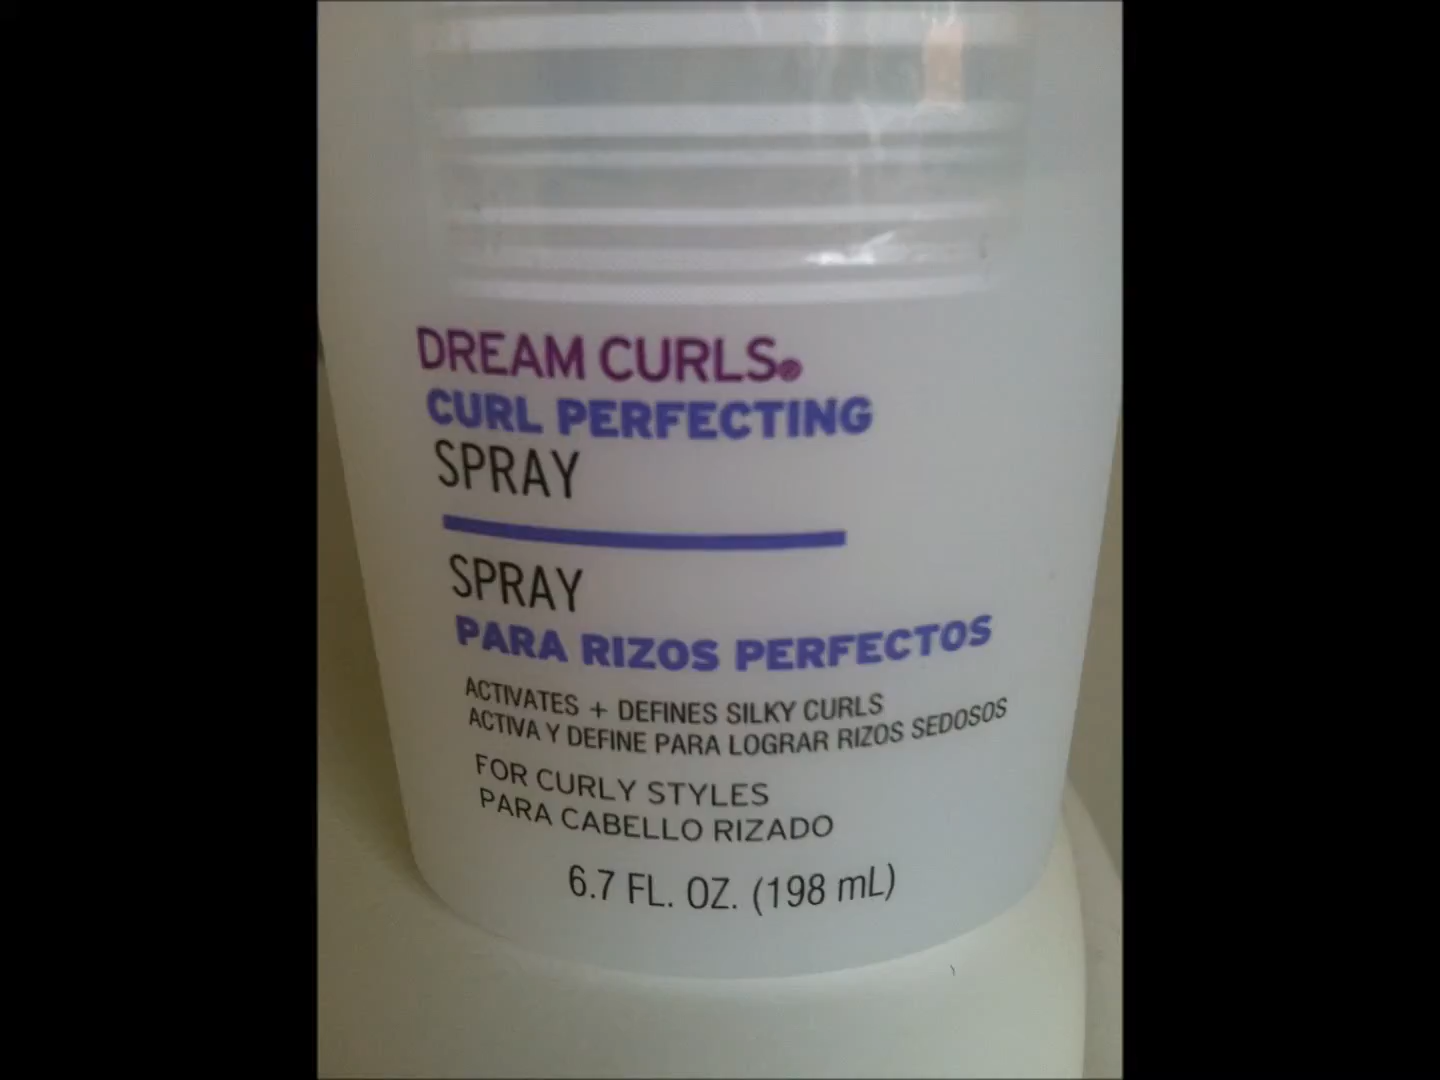 DREAM CURLS®
CURL PERFECTING
SPRAY
SPRAY
PARA RIZOS PERFECTOS
ACTIVATES + DEFINES SILKY CURLS
ACTIVA Y DEFINE PARA LOGRAR RIZOS SEDOSOS
FOR CURLY STYLES
PARA CABELLO RIZADO
6.7 FL. OZ. (198 mL)